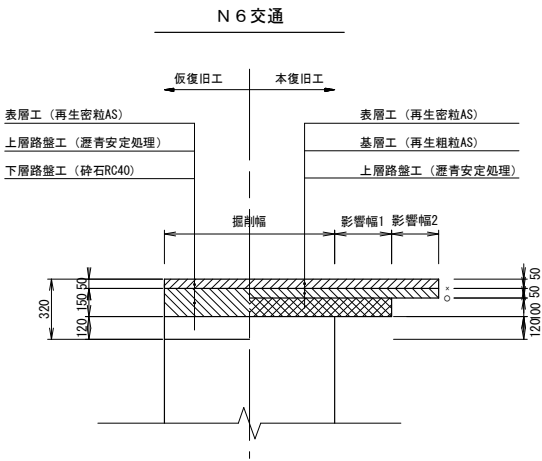 N6交通
仮復旧工 本復旧工
表層工（再生密粒AS） 表層工（再生密粒AS）
上層路盤工（瀝青安定処理） 基層工（再生粗粒AS）
下層路盤工（砕石RC40） 上層路盤工（瀝青安定処理）
掘削幅 影響幅1 影響幅2
320
50
150
120
50
50
100
120